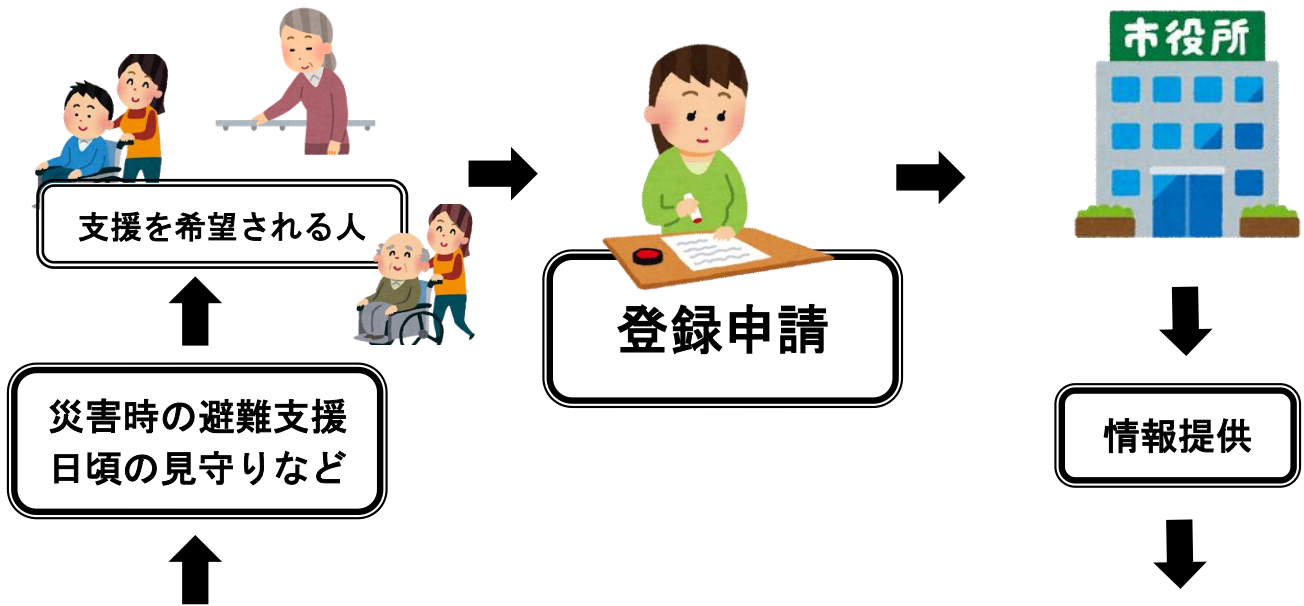 市役所
支援を希望される人
登録申請
災害時の避難支援
日頃の見守りなど
情報提供